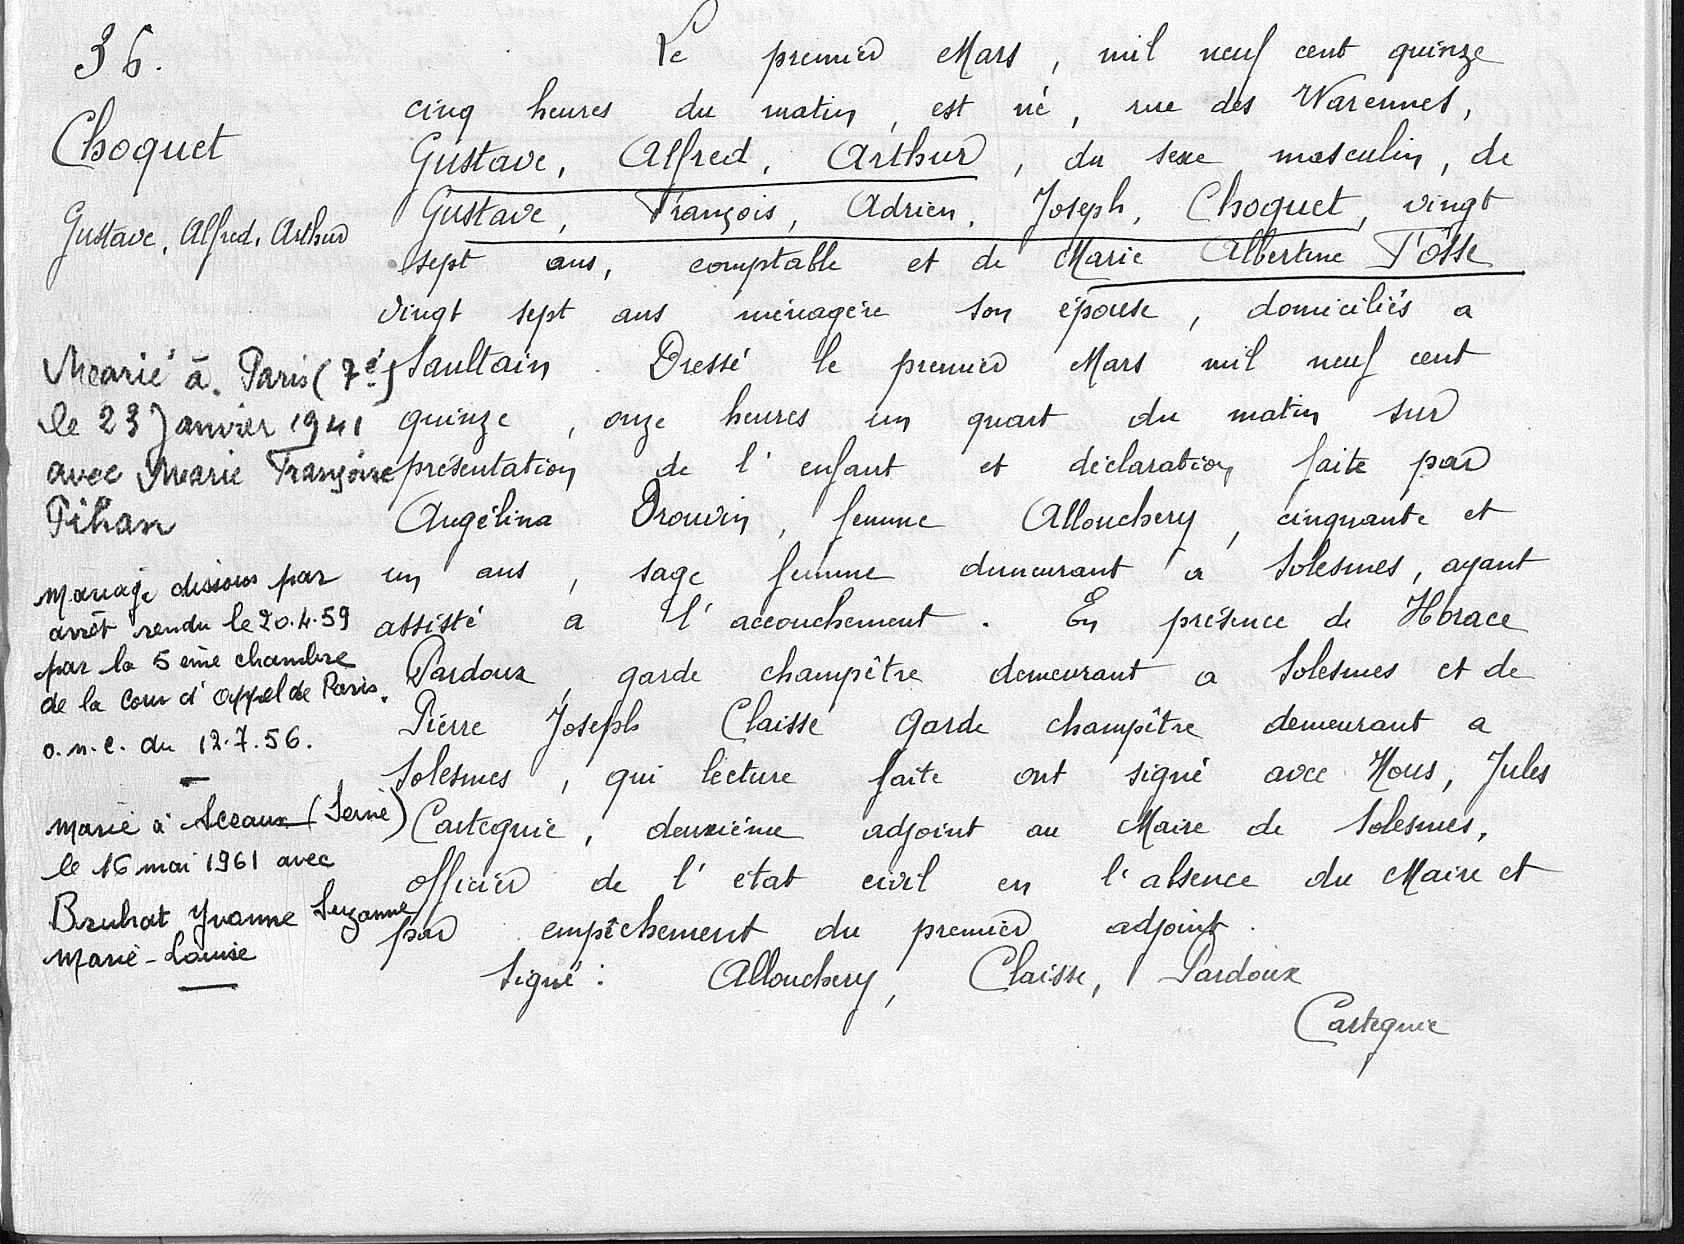 36.
Choquet
Gustave, Alfred, Arthur
Marié à Paris (7é)
le 23 Janvier 1941
avec Marie Françoise
Pihan
Mariage dissous par
arrêt rendu le 20.4.59
par la 5 ème chambre
de la Cour d'appel de Paris.
o.n.c. du 12.7.56.
Marié à Sceaux (Seine)
le 16 mai 1961 avec
Bruhat Yvonne Suzanne
Marie-Louise
Le premier Mars, mil neuf cent quinze
cinq heures du matin, est né, rue des Warennes,
Gustave, Alfred, Arthur, du sexe masculin, de
Gustave, François, Adrien, Joseph, Choquet, vingt
sept ans, comptable et de Marie Albertine Fosse
vingt sept ans ménagère son épouse, domiciliés a
Saultain. Dressé le premier Mars mil neuf cent
quinze, onze heures un quart du matin sur
présentation de l'enfant et déclaration faite par
Angélina Drouvin, femme Allouchery, cinquante et
un ans, sage femme demeurant a Solesmes, ayant
assisté a l'accouchement. En présence de Horace
Pardoux, garde champêtre demeurant a Solesmes et de
Pierre Joseph Claisse garde champêtre demeurant a
Solesmes, qui lecture faite ont signé avec Nous, Jules
Cartegnie, deuxième adjoint au Maire de Solesmes,
officier de l'état civil en l'absence du Maire et
par empêchement du premier adjoint.
Signé : Allouchery, Claisse, Pardoux
Cartegnie